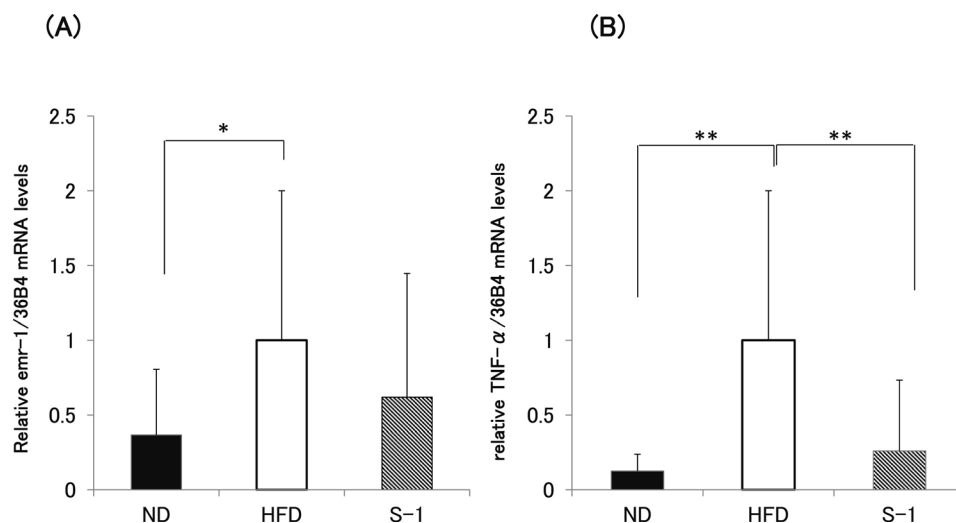 (A)
Relative emr-1/36B4 mRNA levels
2.5
2
1.5
1
0.5
0
*
ND HFD S-1
(B)
relative TNF-α/36B4 mRNA levels
2.5
2
1.5
1
0.5
0
** **
ND HFD S-1